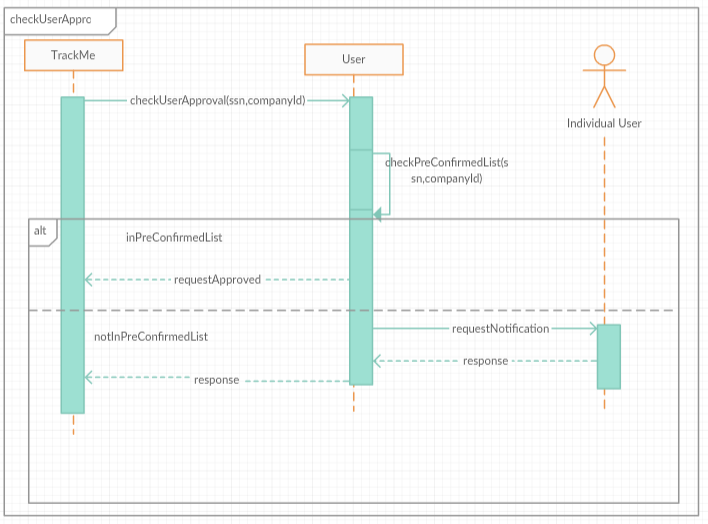 checkUserAppro
TrackMe
User
Individual User
checkUserApproval(ssn,companyId)
checkPreConfirmedList(s
sn,companyId)
alt
inPreConfirmedList
requestApproved
notInPreConfirmedList
requestNotification
response
response